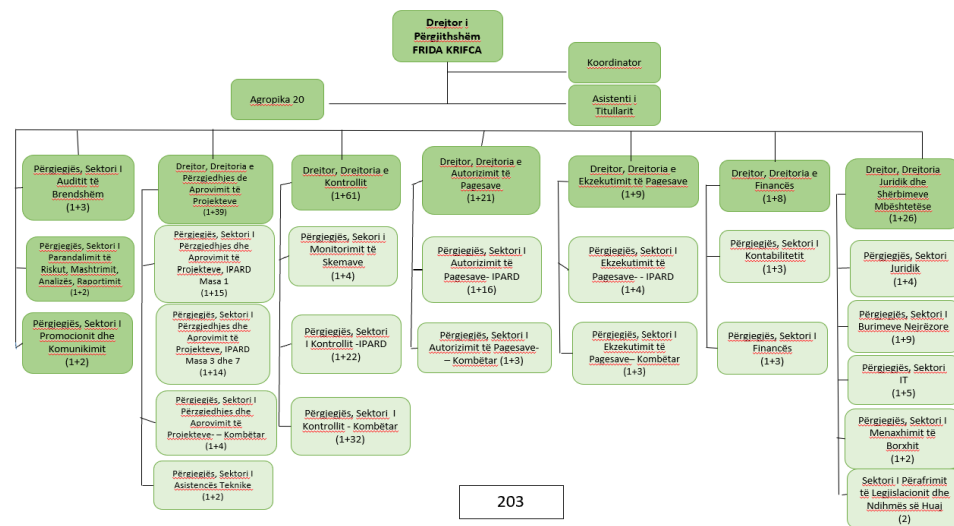 Drejtor i
Përgjithshëm
FRIDA KRIFCA
Koordinator
Agropika 20
Asistenti i
Titullarit
Përgjegjës, Sektori I
Auditit të
Brendshëm
(1+3)
Përgjegjës, Sektori I
Parandalimit të
Riskut, Mashtrimit,
Analizës, Raportimit
(1+2)
Përgjegjës, Sektori I
Pomocionit dhe
Komunikimit
(1+2)
Drejtor, Drejtoria e
Përzgjedhjes de
Aprovimit të
Projekteve
(1+39)
Përgjegjës, Sektori I
Përzgjedhjes dhe
Aprovimit të
Projekteve, IPARD
Masa 1
(1+15)
Përgjegjës, Sektori I
Përzgjedhjes dhe
Aprovimit të
Projekteve, IPARD
Masa 3 dhe 7
(1+14)
Përgjegjës, Sektori I
Përzgjedhjes dhe
Aprovimit të
Projekteve-– Kombëtar
(1+4)
Përgjegjës, Sektori I
Asistencës Teknike
(1+2)
Drejtor, Drejtoria e
Kontrollit
(1+61)
Përgjegjës, Sekori i
Monitorimit të
Skemave
(1+4)
Përgjegjës, Sektori
I Kontrollit -IPARD
(1+22)
Përgjegjës, Sektori I
Kontrollit - Kombëtar
(1+32)
Drejtor, Drejtoria e
Autorizimit të
Pagesave
(1+21)
Përgjegjës, Sektori I
Autorizimit të
Pagesave- IPARD
(1+16)
Përgjegjës, Sektori I
Autorizimit të Pagesave-
– Kombëtar (1+3)
Drejtor, Drejtoria e
Ekzekutimit të Pagesave
(1+9)
Përgjegjës, Sektori I
Ekzekutimit të
Pagesave- - IPARD
(1+4)
Përgjegjës, Sektori I
Ekzekutimit të
Pagesave– Kombëtar
(1+3)
Drejtor, Drejtoria e
Financës
(1+8)
Përgjegjës, Sektori I
Kontabilitetit
(1+3)
Përgjegjës, Sektori I
Financës
(1+3)
Drejtor, Drejtoria
Juridik dhe
Shërbimeve
Mbështetëse
(1+26)
Përgjegjës, Sektori
Juridik
(1+4)
Përgjegjës, Sektori I
Burimeve Nejrëzore
(1+9)
Përgjegjës, Sektori
IT
(1+5)
Përgjegjës, Sektori I
Menaxhimit të
Borxhit
(1+2)
Sektori I Përafrimit
të Legjislacionit dhe
Ndihmës së Huaj
(2)
203